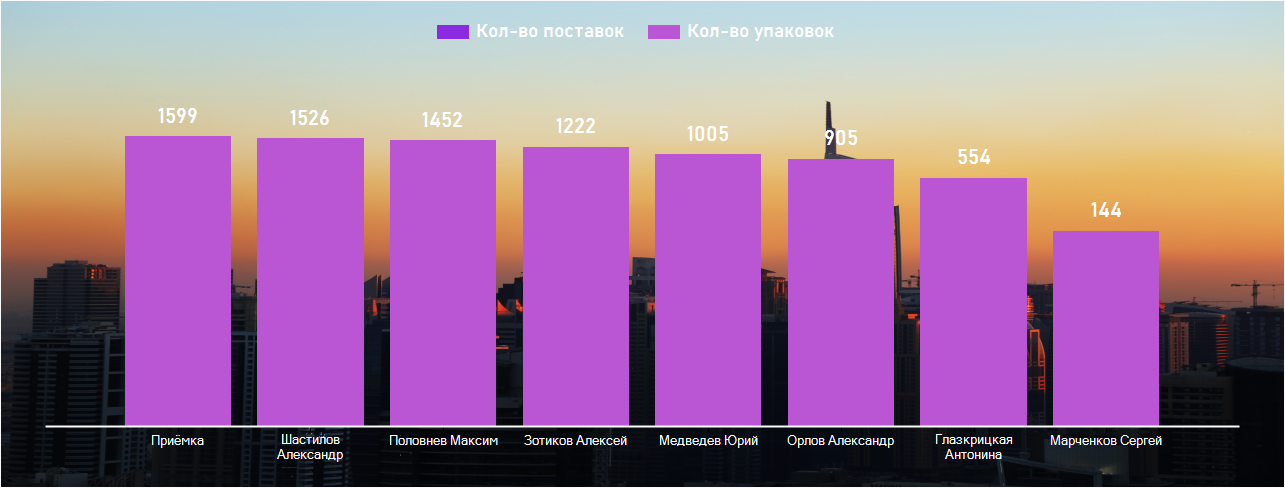 Кол-во поставок Кол-во упаковок
1599 1526 1452 1222 1005 905 554 144
Приёмка Шастилов Александр Половнев Максим Зотиков Алексей Медведев Юрий Орлов Александр Глазкрицкая Антонина Марченков Сергей